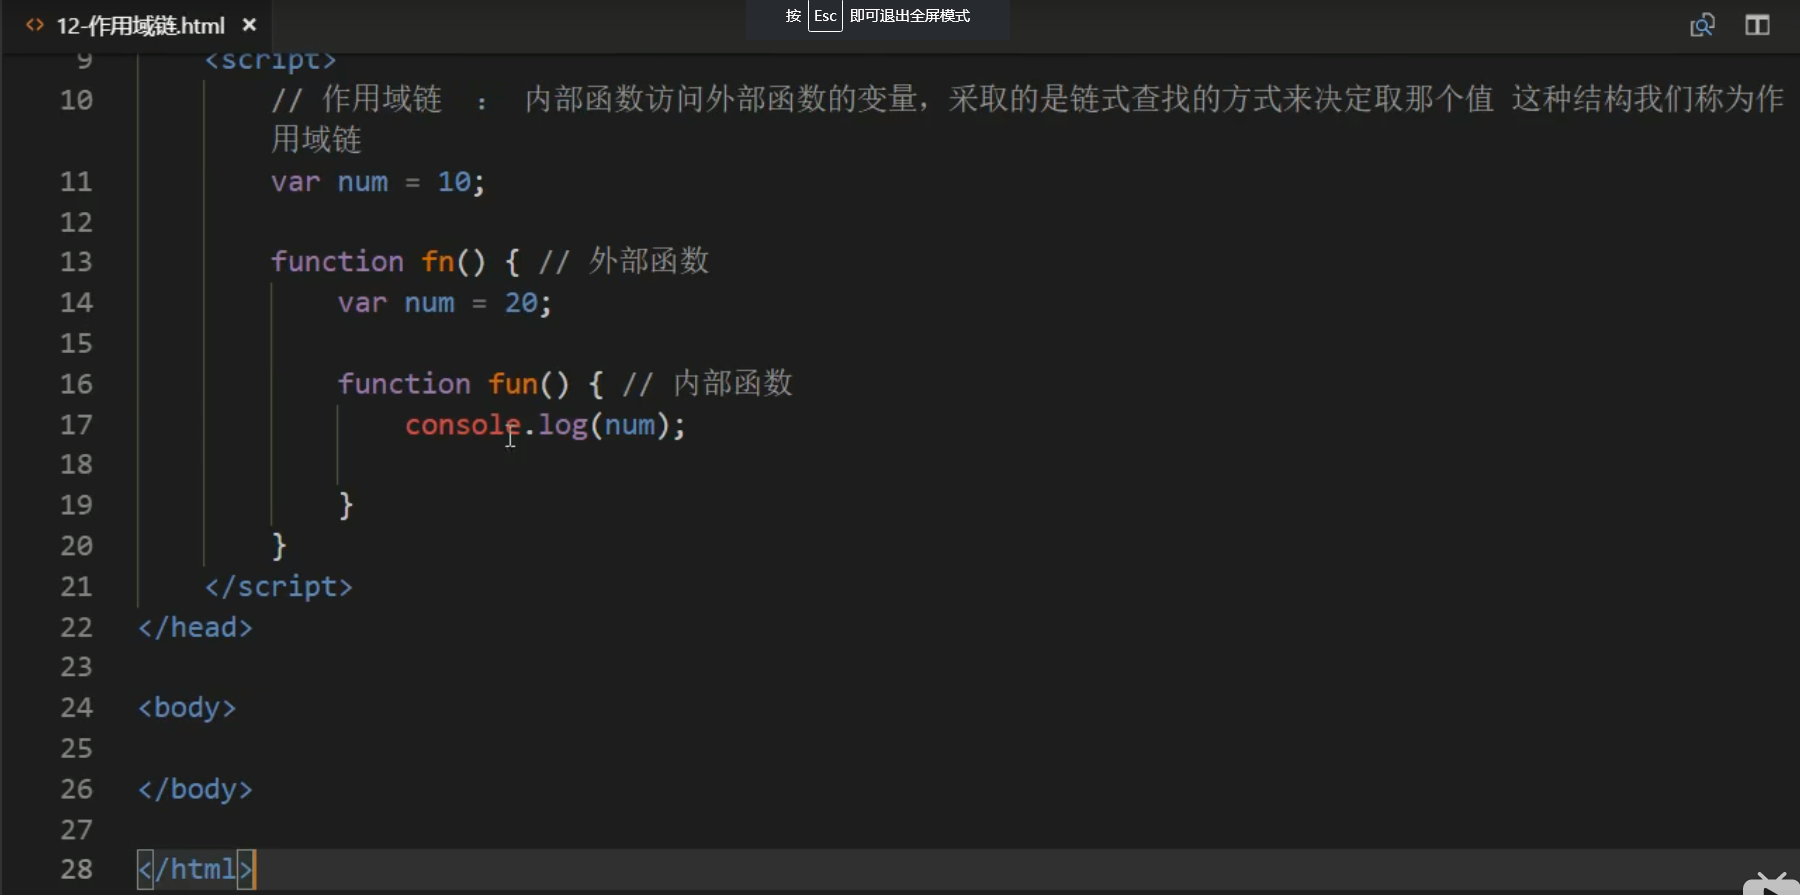 12-作用域链.html ×
按 Esc 即可退出全屏模式
9 <script>
10 // 作用域链 ： 内部函数访问外部函数的变量，采取的是链式查找的方式来决定取那个值 这种结构我们称为作
用域链
11 var num = 10;
12
13 function fn() { // 外部函数
14 var num = 20;
15
16 function fun() { // 内部函数
17 console.log(num);
18
19 }
20 }
21 </script>
22 </head>
23
24 <body>
25
26 </body>
27
28 </html>